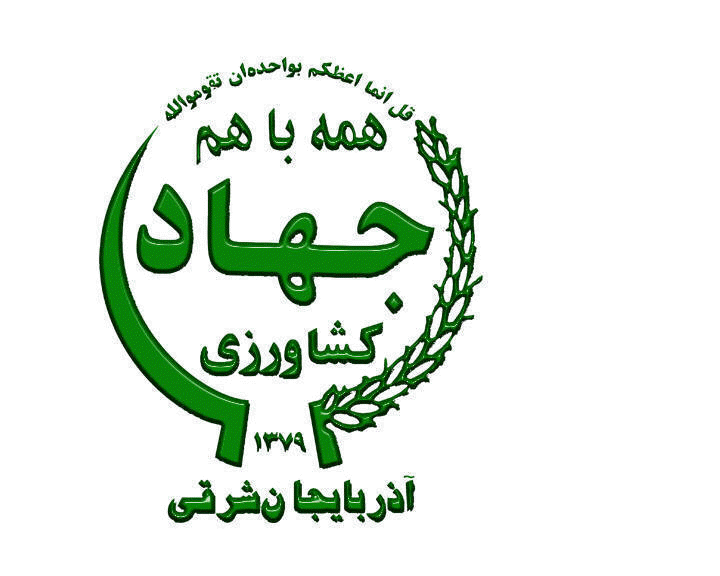 قل انما اعظکم بواحده‌ان تقوموالله
همه با هم
جهاد
کشاورزی
۱۳۷۹
آذربایجان‌شرقی